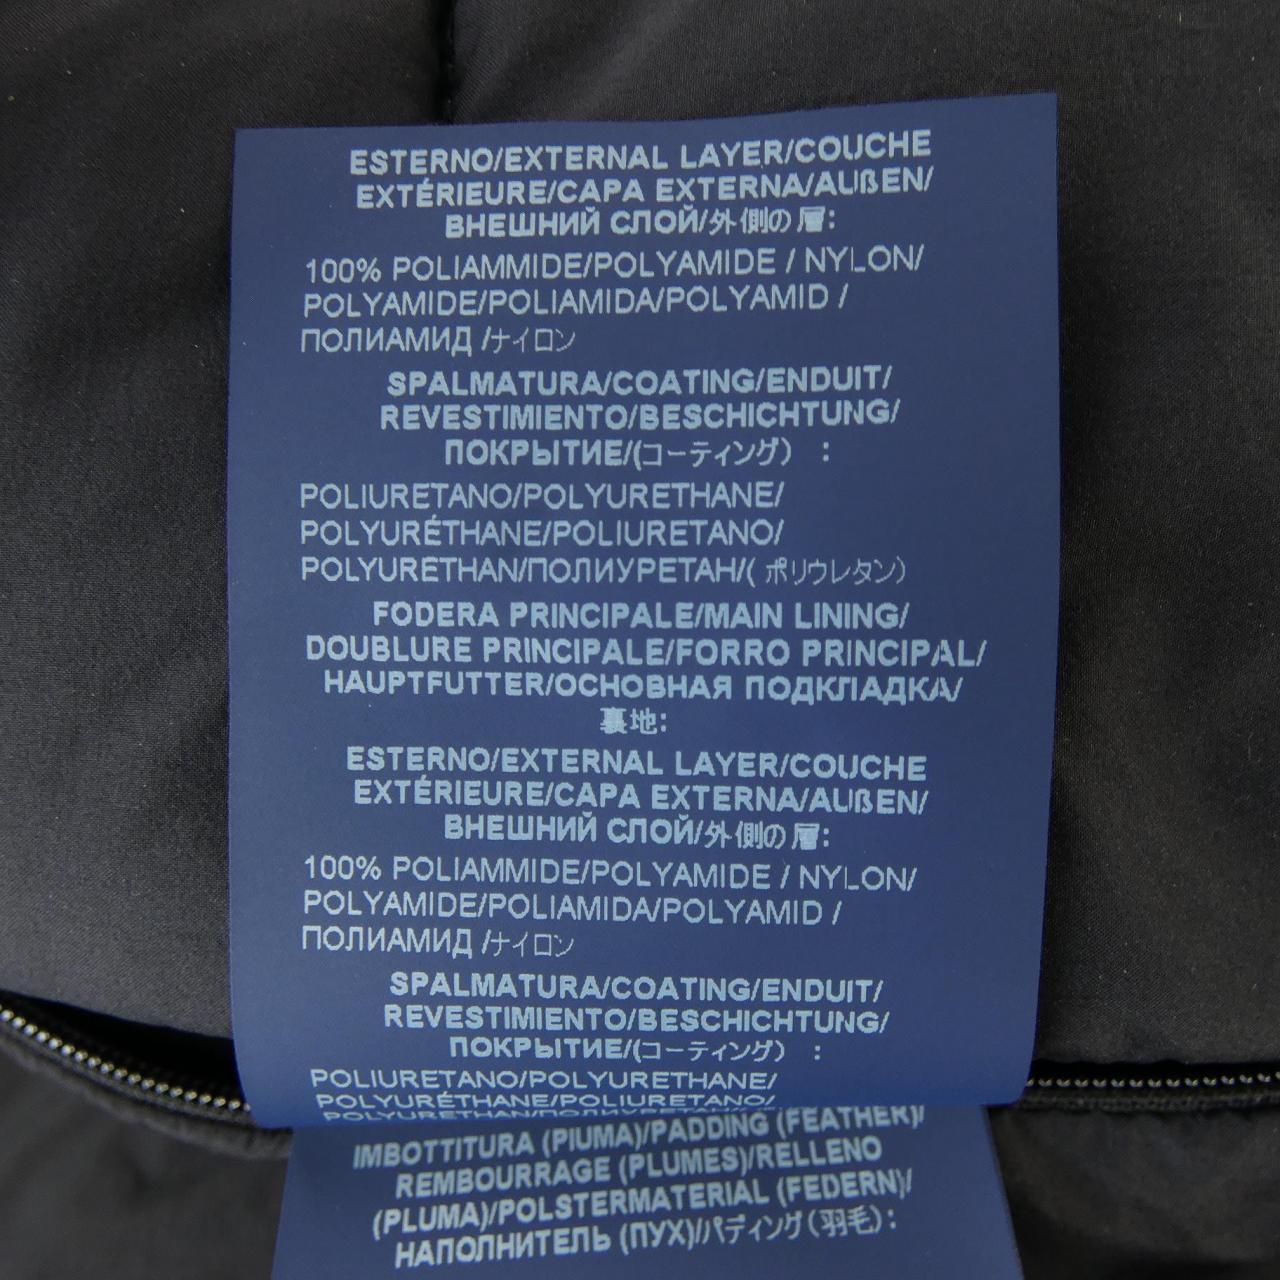 ESTERNO/EXTERNAL LAYER/COUCHE
EXTÉRIEURE/CAPA EXTERNA/AUßEN/
ВНЕШНИЙ СЛОЙ/外側の層:
100% POLIAMMIDE/POLYAMIDE / NYLON/
POLYAMIDE/POLIAMIDA/POLYAMID /
ПОЛИАМИД /ナイロン
SPALMATURA/COATING/ENDUIT/
REVESTIMIENTO/BESCHICHTUNG/
ПОКРЫТИЕ/(コーティング) :
POLIURETANO/POLYURETHANE/
POLYURÉTHANE/POLIURETANO/
POLYURETHAN/ПОЛИУРЕТАН/( ポリウレタン)
FODERA PRINCIPALE/MAIN LINING/
DOUBLURE PRINCIPALE/FORRO PRINCIPAL/
HAUPTFUTTER/ОСНОВНАЯ ПОДКЛАДКА/
裏地:
ESTERNO/EXTERNAL LAYER/COUCHE
EXTÉRIEURE/CAPA EXTERNA/AUßEN/
ВНЕШНИЙ СЛОЙ/外側の層:
100% POLIAMMIDE/POLYAMIDE / NYLON/
POLYAMIDE/POLIAMIDA/POLYAMID /
ПОЛИАМИД /ナイロン
SPALMATURA/COATING/ENDUIT/
REVESTIMIENTO/BESCHICHTUNG/
ПОКРЫТИЕ/(コーティング) :
POLIURETANO/POLYURETHANE/
POLYURÉTHANE/POLIURETANO/
POLYURETHAN/ПОЛИУРЕТАН/(
IMBOTTITURA (PIUMA)/PADDING (FEATHER)/
REMBOURRAGE (PLUMES)/RELLENO
(PLUMA)/POLSTERMATERIAL (FEDERN)/
НАПОЛНИТЕЛЬ (ПУХ)/パディング(羽毛):